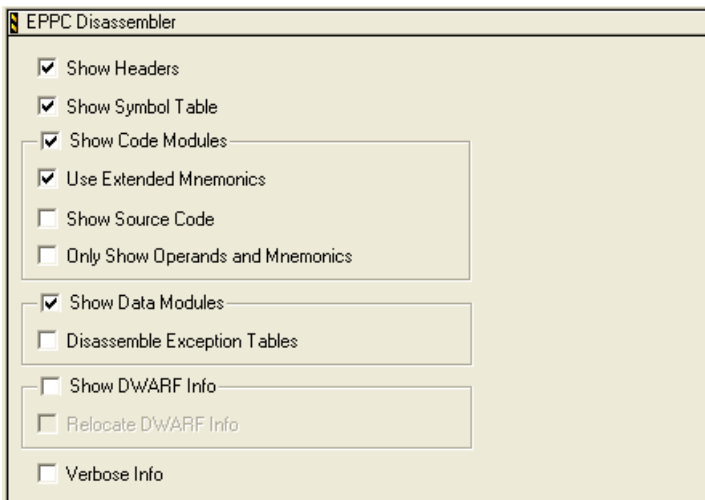 EPPC Disassembler
Show Headers
Show Symbol Table
Show Code Modules
Use Extended Mnemonics
Show Source Code
Only Show Operands and Mnemonics
Show Data Modules
Disassemble Exception Tables
Show DWARF Info
Relocate DWARF Info
Verbose Info